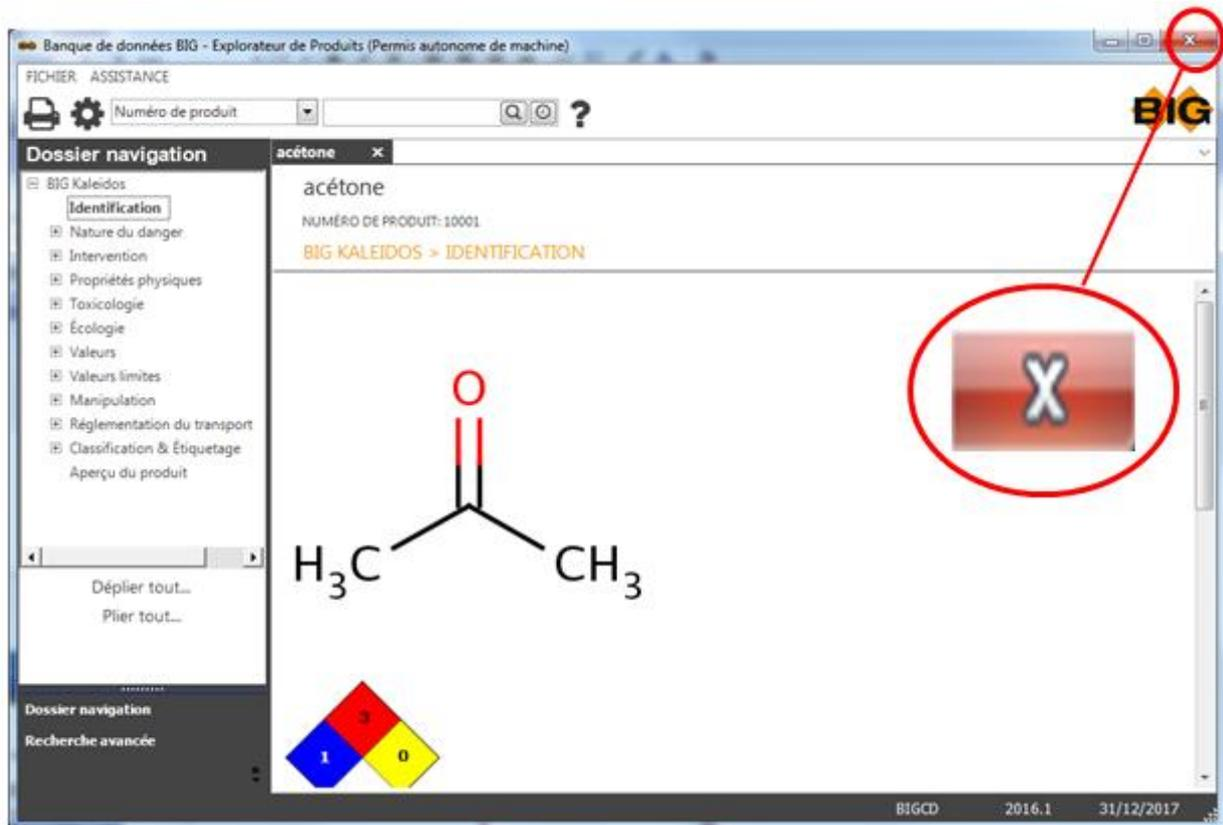 Banque de données BIG - Explorateur de Produits (Permis autonome de machine)
FICHIER ASSISTANCE
Numéro de produit
?
BIG
Dossier navigation
BIG Kaleidos
Identification
Nature du danger
Intervention
Propriétés physiques
Toxicologie
Écologie
Valeurs
Valeurs limites
Manipulation
Réglementation du transport
Classification & Étiquetage
Aperçu du produit
Déplier tout...
Plier tout...
Dossier navigation
Recherche avancée
acétone x
acétone
NUMÉRO DE PRODUIT: 10001
BIG KALEIDOS > IDENTIFICATION
X
O
H₃C CH₃
3
1 0
BIGCD 2016.1 31/12/2017